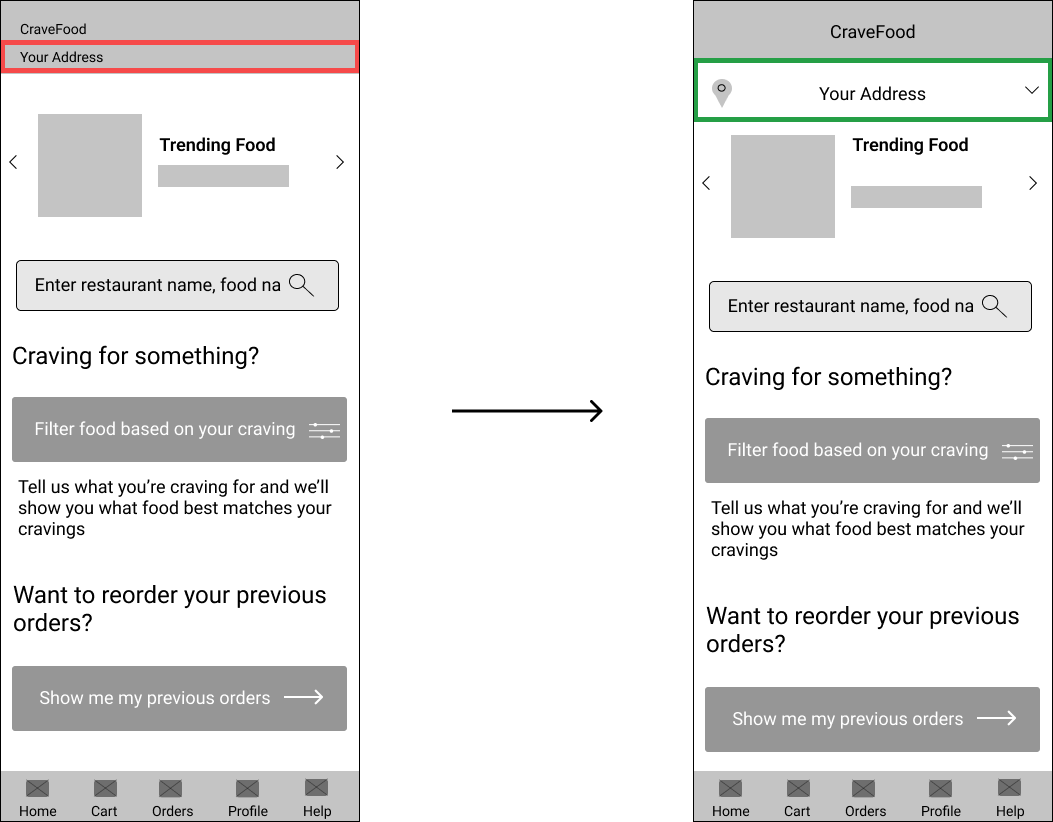 CraveFood
Your Address
Trending Food
Enter restaurant name, food na
Craving for something?
Filter food based on your craving
Tell us what you’re craving for and we’ll
show you what food best matches your
cravings
Want to reorder your previous
orders?
Show me my previous orders
Home Cart Orders Profile Help
CraveFood
Your Address
Trending Food
Enter restaurant name, food na
Craving for something?
Filter food based on your craving
Tell us what you’re craving for and we’ll
show you what food best matches your
cravings
Want to reorder your previous
orders?
Show me my previous orders
Home Cart Orders Profile Help